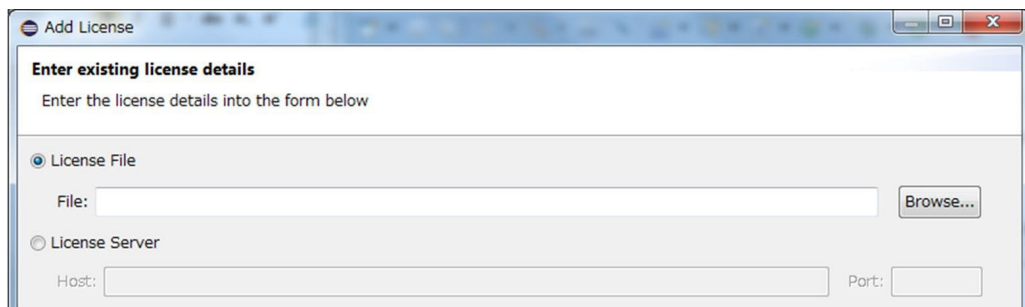 Add License
Enter existing license details
Enter the license details into the form below
License File
File: Browse...
License Server
Host: Port: